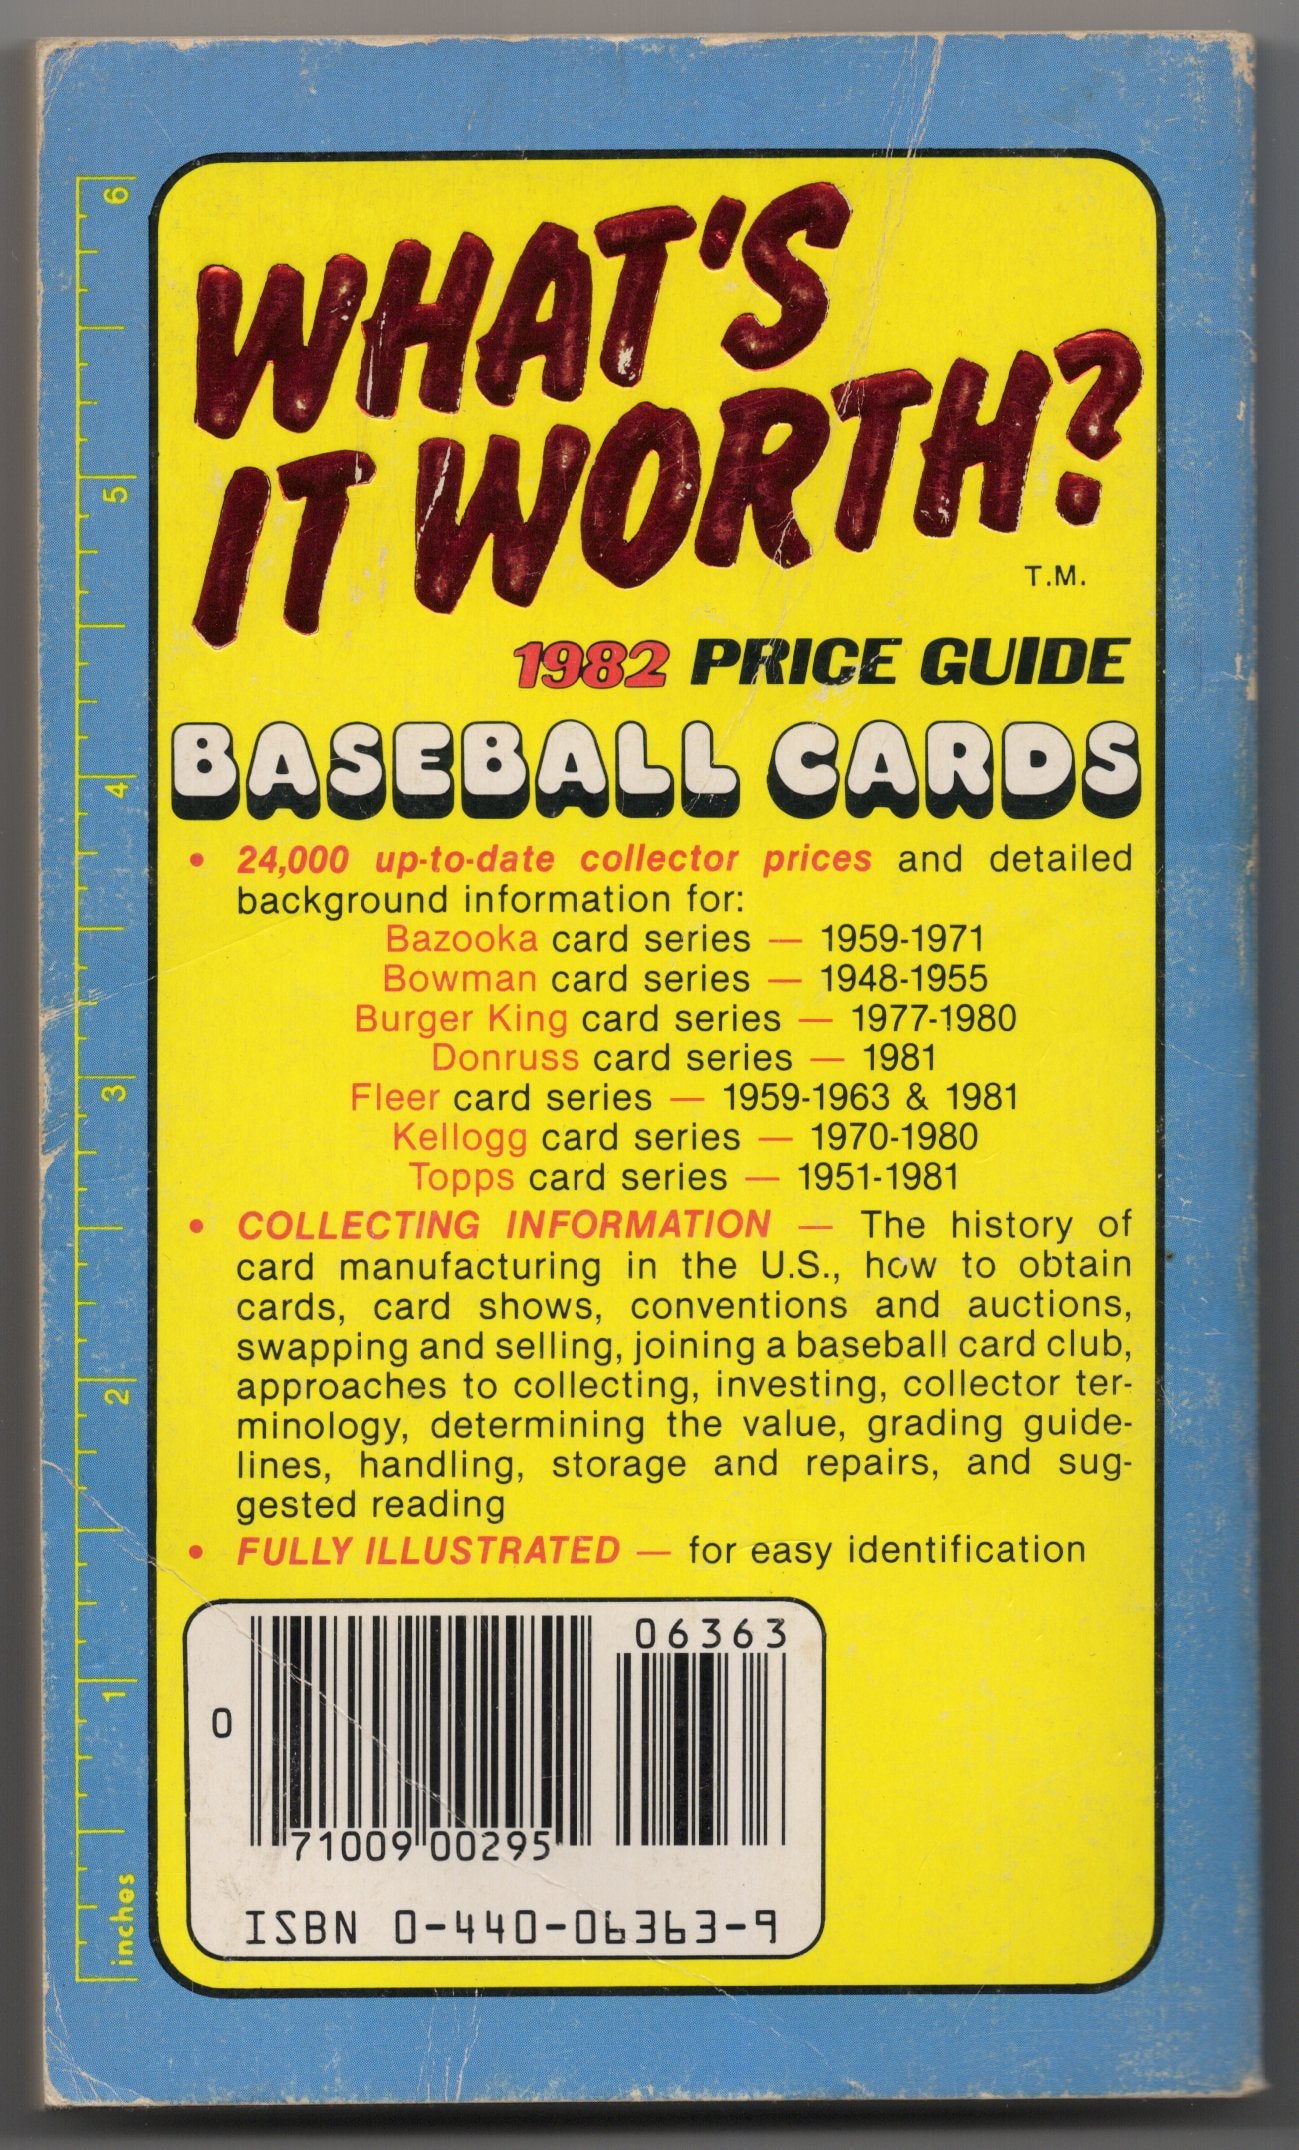 WHAT'S
IT WORTH?
T.M.
1982 PRICE GUIDE
BASEBALL CARDS
• 24,000 up-to-date collector prices and detailed
background information for:
Bazooka card series — 1959-1971
Bowman card series — 1948-1955
Burger King card series — 1977-1980
Donruss card series — 1981
Fleer card series — 1959-1963 & 1981
Kellogg card series — 1970-1980
Topps card series — 1951-1981
• COLLECTING INFORMATION — The history of
card manufacturing in the U.S., how to obtain
cards, card shows, conventions and auctions,
swapping and selling, joining a baseball card club,
approaches to collecting, investing, collector ter-
minology, determining the value, grading guide-
lines, handling, storage and repairs, and sug-
gested reading
• FULLY ILLUSTRATED — for easy identification
06363
0
71009 00295
ISBN 0-440-06363-9
inches 1 2 3 4 5 6